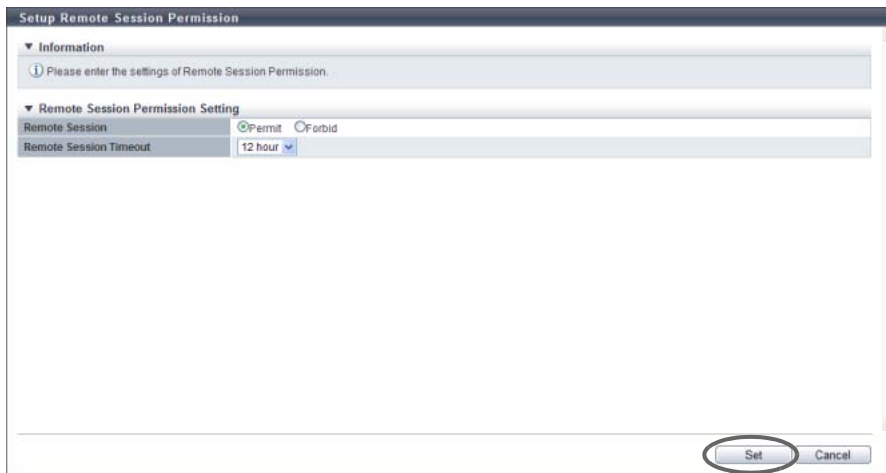 Setup Remote Session Permission
▼ Information
Please enter the settings of Remote Session Permission.
▼ Remote Session Permission Setting
Remote Session Permit Forbid
Remote Session Timeout 12 hour
Set Cancel